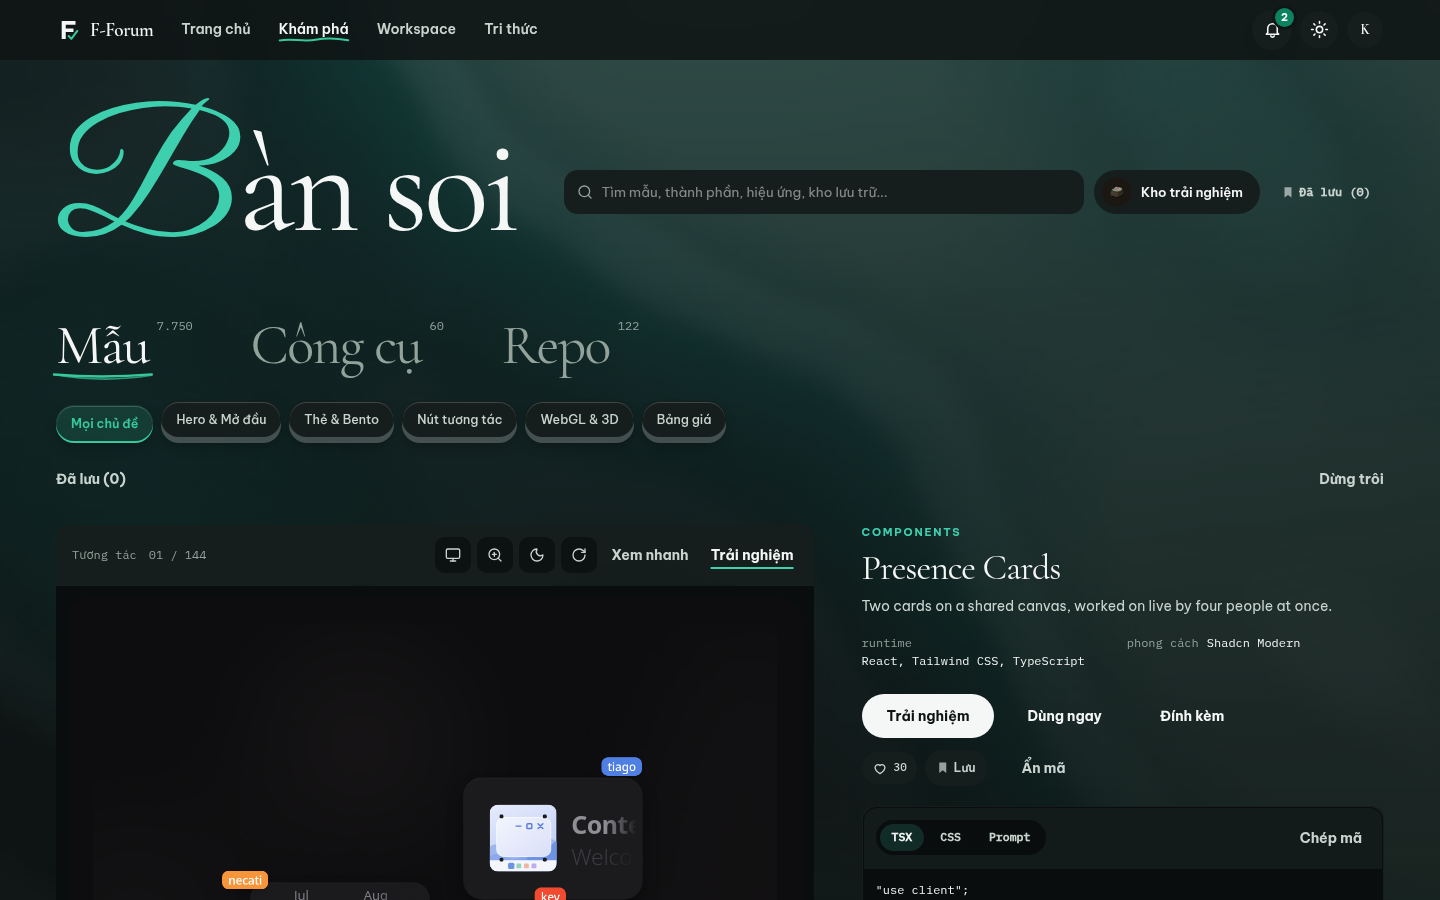 F-Forum Trang chủ Khám phá Workspace Tri thức 2 K
Bàn soi
Tìm mẫu, thành phần, hiệu ứng, kho lưu trữ...
Kho trải nghiệm
Đã lưu (0)
Mẫu 7.750 Công cụ 60 Repo 122
Mọi chủ đề Hero & Mở đầu Thẻ & Bento Nút tương tác WebGL & 3D Bảng giá
Đã lưu (0)
Dừng trôi
Tương tác 01 / 144 Xem nhanh Trải nghiệm
tiago
Conte
Welco
necati
Jul Aug
key
COMPONENTS
Presence Cards
Two cards on a shared canvas, worked on live by four people at once.
runtime
React, Tailwind CSS, TypeScript
phong cách Shadcn Modern
Trải nghiệm Dùng ngay Đính kèm
30 Lưu Ẩn mã
TSX CSS Prompt Chép mã
"use client";